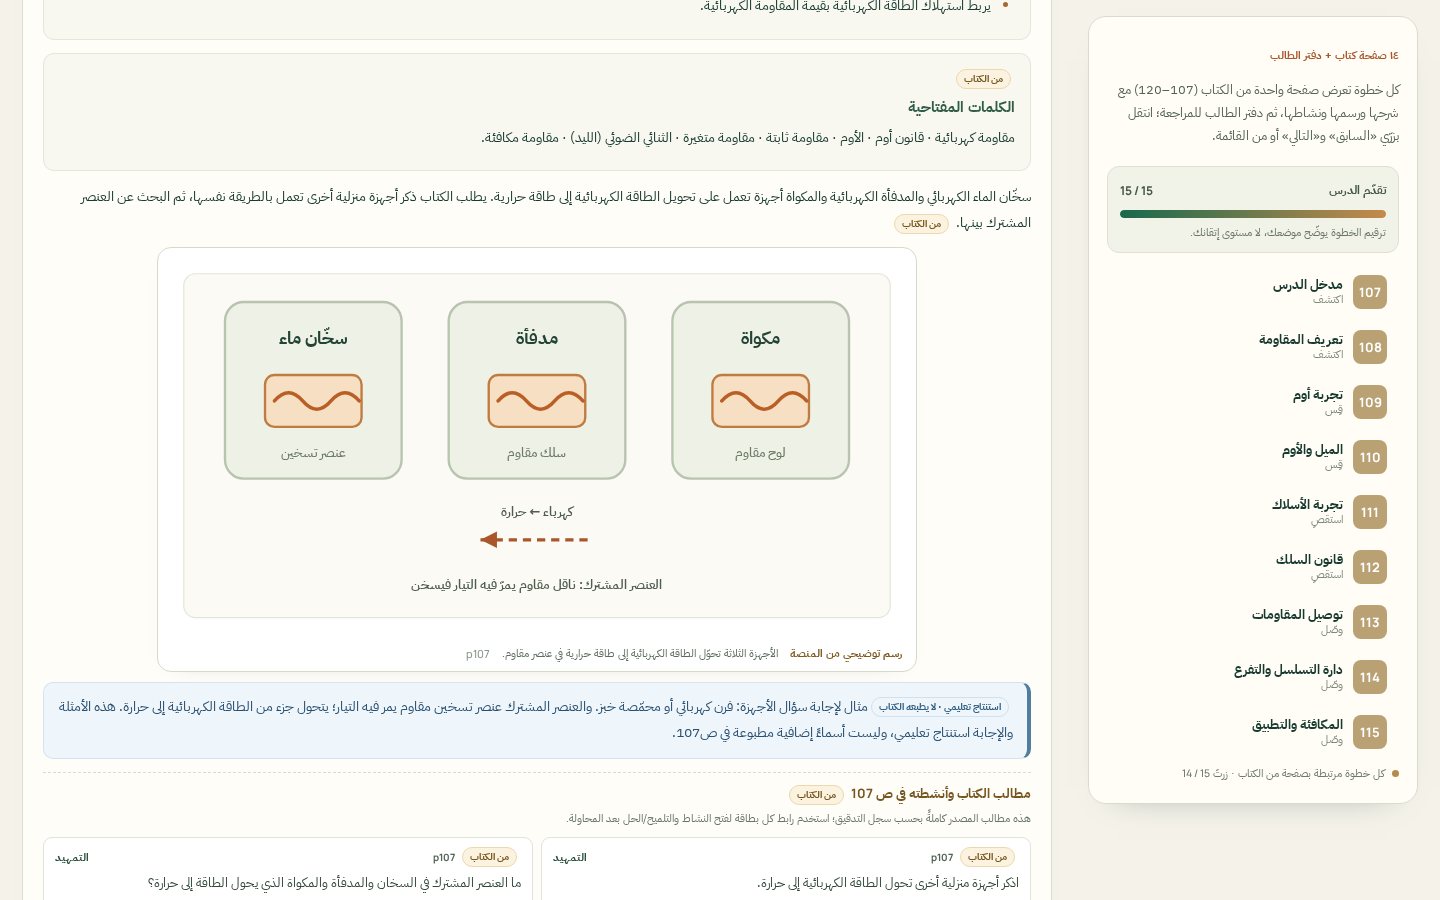 ١٤ صفحة كتاب + دفتر الطالب
كل خطوة تعرض صفحة واحدة من الكتاب (107–120) مع
شرحها ورسمها ونشاطها، ثم دفتر الطالب للمراجعة؛ انتقل
بزرّي «السابق» و«التالي» أو من القائمة.
تقدّم الدرس
15 / 15
ترقيم الخطوة يوضّح موضعك، لا مستوى إتقانك.
107 مدخل الدرس
اكتشف
108 تعريف المقاومة
اكتشف
109 تجربة أوم
قِس
110 الميل والأوم
قِس
111 تجربة الأسلاك
استقصِ
112 قانون السلك
استقصِ
113 توصيل المقاومات
وصّل
114 دارة التسلسل والتفرع
وصّل
115 المكافئة والتطبيق
وصّل
كل خطوة مرتبطة بصفحة من الكتاب · زرتَ 15 / 14
• يربط استهلاك الطاقة الكهربائية بقيمة المقاومة الكهربائية.
من الكتاب
الكلمات المفتاحية
مقاومة كهربائية · قانون أوم · الأوم · مقاومة ثابتة · مقاومة متغيرة · الثنائي الضوئي (الليد) · مقاومة مكافئة.
سخّان الماء الكهربائي والمدفأة الكهربائية والمكواة أجهزة تعمل على تحويل الطاقة الكهربائية إلى طاقة حرارية. يطلب الكتاب ذكر أجهزة منزلية أخرى تعمل بالطريقة نفسها، ثم البحث عن العنصر
المشترك بينها. من الكتاب
مكواة
لوح مقاوم
مدفأة
سلك مقاوم
سخّان ماء
عنصر تسخين
كهرباء ← حرارة
العنصر المشترك: ناقل مقاوم يمرّ فيه التيار فيسخن
رسم توضيحي من المنصة الأجهزة الثلاثة تحوّل الطاقة الكهربائية إلى طاقة حرارية في عنصر مقاوم. p107
استنتاج تعليمي · لا يطبعه الكتاب مثال لإجابة سؤال الأجهزة: فرن كهربائي أو محمّصة خبز. والعنصر المشترك عنصر تسخين مقاوم يمر فيه التيار؛ يتحول جزء من الطاقة الكهربائية إلى حرارة. هذه الأمثلة
والإجابة استنتاج تعليمي، وليست أسماءً إضافية مطبوعة في ص107.
مطالب الكتاب وأنشطته في ص 107 من الكتاب
هذه مطالب المصدر كاملةً بحسب سجل التدقيق؛ استخدم رابط كل بطاقة لفتح النشاط والتلميح/الحل بعد المحاولة.
من الكتاب p107 التمهيد
اذكر أجهزة منزلية أخرى تحول الطاقة الكهربائية إلى حرارة.
من الكتاب p107 التمهيد
ما العنصر المشترك في السخان والمدفأة والمكواة الذي يحول الطاقة إلى حرارة؟